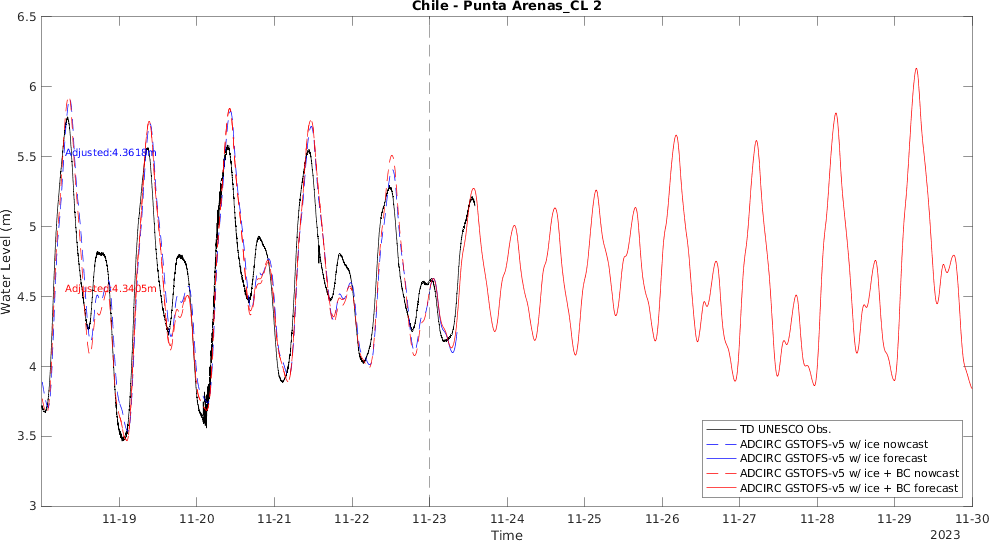 Chile - Punta Arenas_CL 2
6.5
6
5.5
5
4.5
4
3.5
3
Water Level (m)
Adjusted:4.3618m
Adjusted:4.3405m
TD UNESCO Obs.
ADCIRC GSTOFS-v5 w/ ice nowcast
ADCIRC GSTOFS-v5 w/ ice forecast
ADCIRC GSTOFS-v5 w/ ice + BC nowcast
ADCIRC GSTOFS-v5 w/ ice + BC forecast
11-19 11-20 11-21 11-22 11-23 11-24 11-25 11-26 11-27 11-28 11-29 11-30
Time
2023